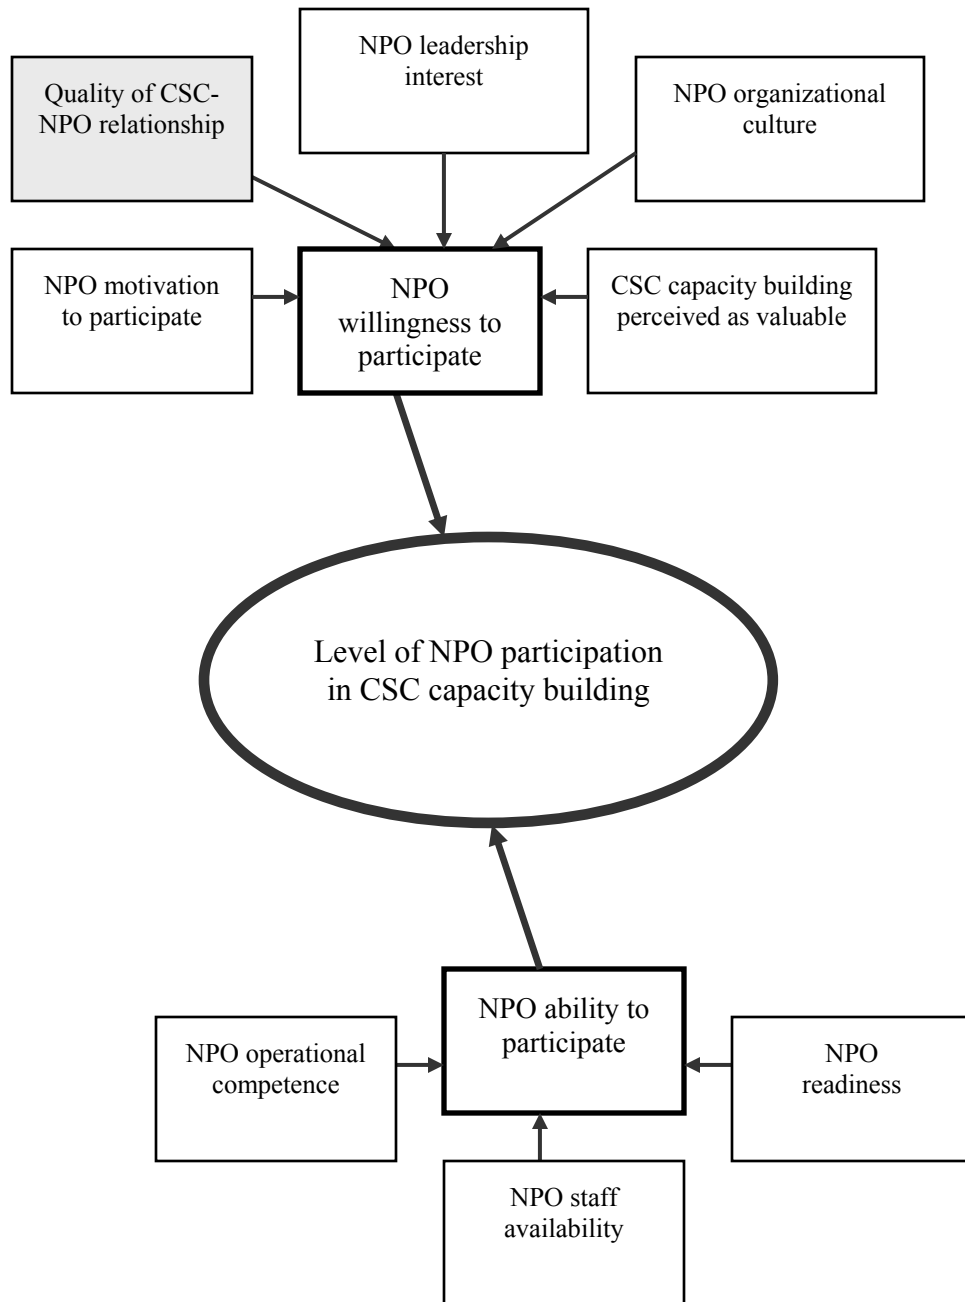 NPO leadership
interest
Quality of CSC-
NPO relationship
NPO organizational
culture
NPO motivation
to participate
NPO
willingness to
participate
CSC capacity building
perceived as valuable
Level of NPO participation
in CSC capacity building
NPO ability to
participate
NPO operational
competence
NPO
readiness
NPO staff
availability